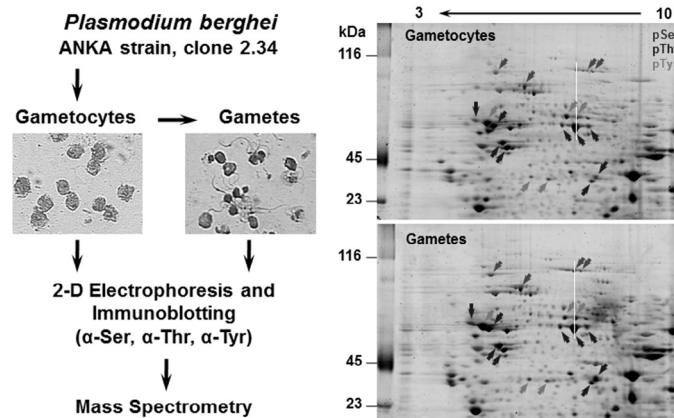 Plasmodium berghei
ANKA strain, clone 2.34
Gametocytes
Gametes
2-D Electrophoresis and
Immunoblotting
(α-Ser, α-Thr, α-Tyr)
Mass Spectrometry
3
10
kDa
Gametocytes
pSe
pTh
pTy
116
45
23
Gametes
116
45
23